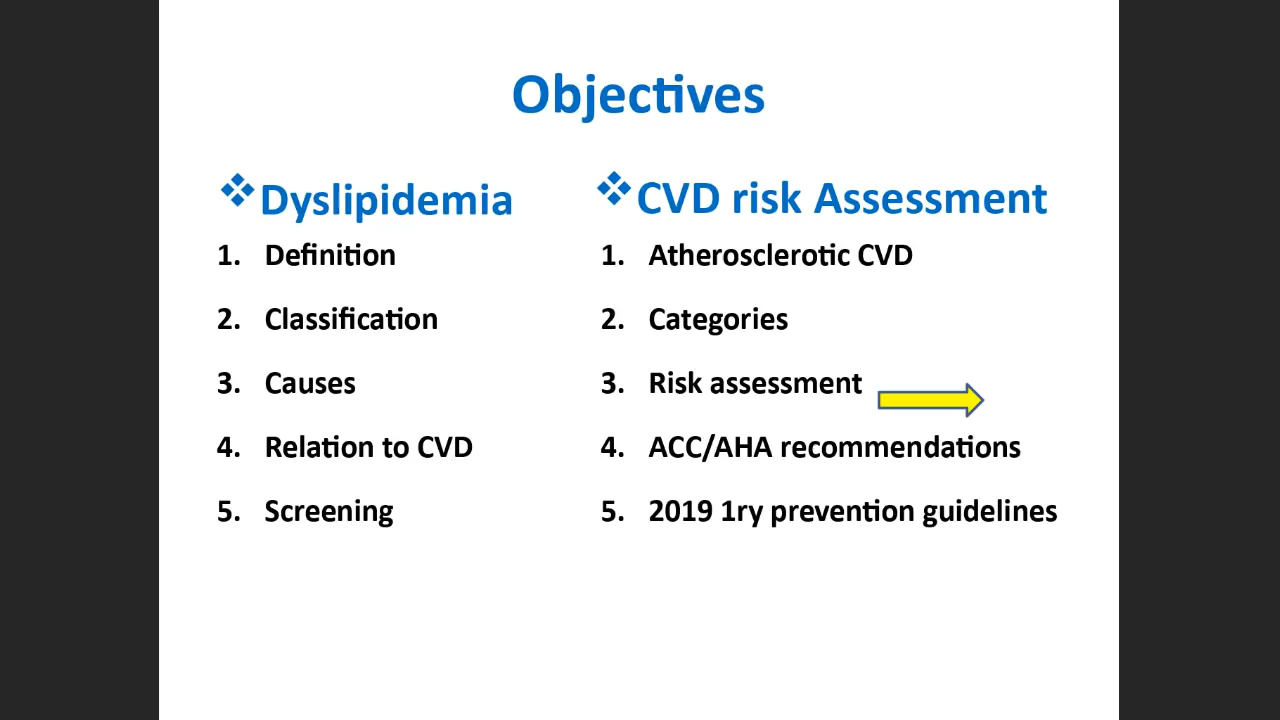 Objectives
❖Dyslipidemia
1. Definition
2. Classification
3. Causes
4. Relation to CVD
5. Screening
❖CVD risk Assessment
1. Atherosclerotic CVD
2. Categories
3. Risk assessment
4. ACC/AHA recommendations
5. 2019 1ry prevention guidelines